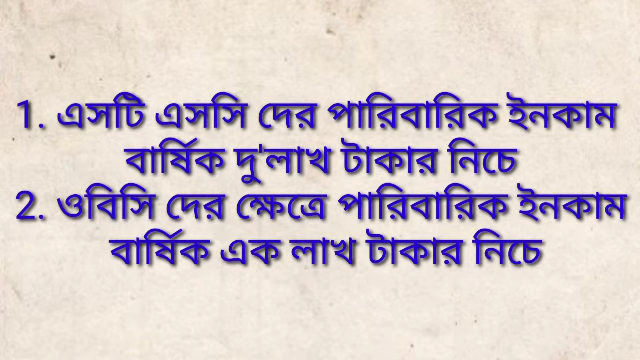 1. এসটি এসসি দের পারিবারিক ইনকাম
বার্ষিক দু'লাখ টাকার নিচে
2. ওবিসি দের ক্ষেত্রে পারিবারিক ইনকাম
বার্ষিক এক লাখ টাকার নিচে